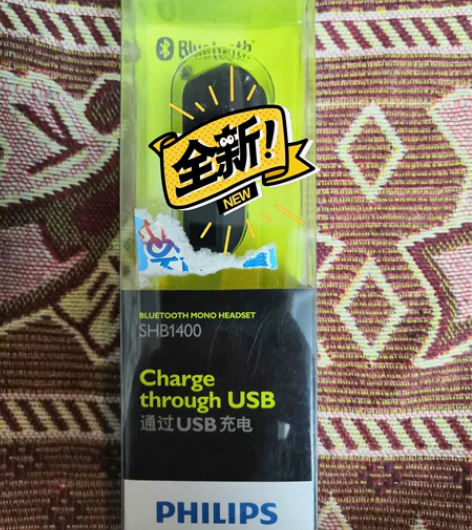 Bluetooth
全新!
NEW
BLUETOOTH MONO HEADSET
SHB1400
Charge
through USB
通过USB充电
PHILIPS